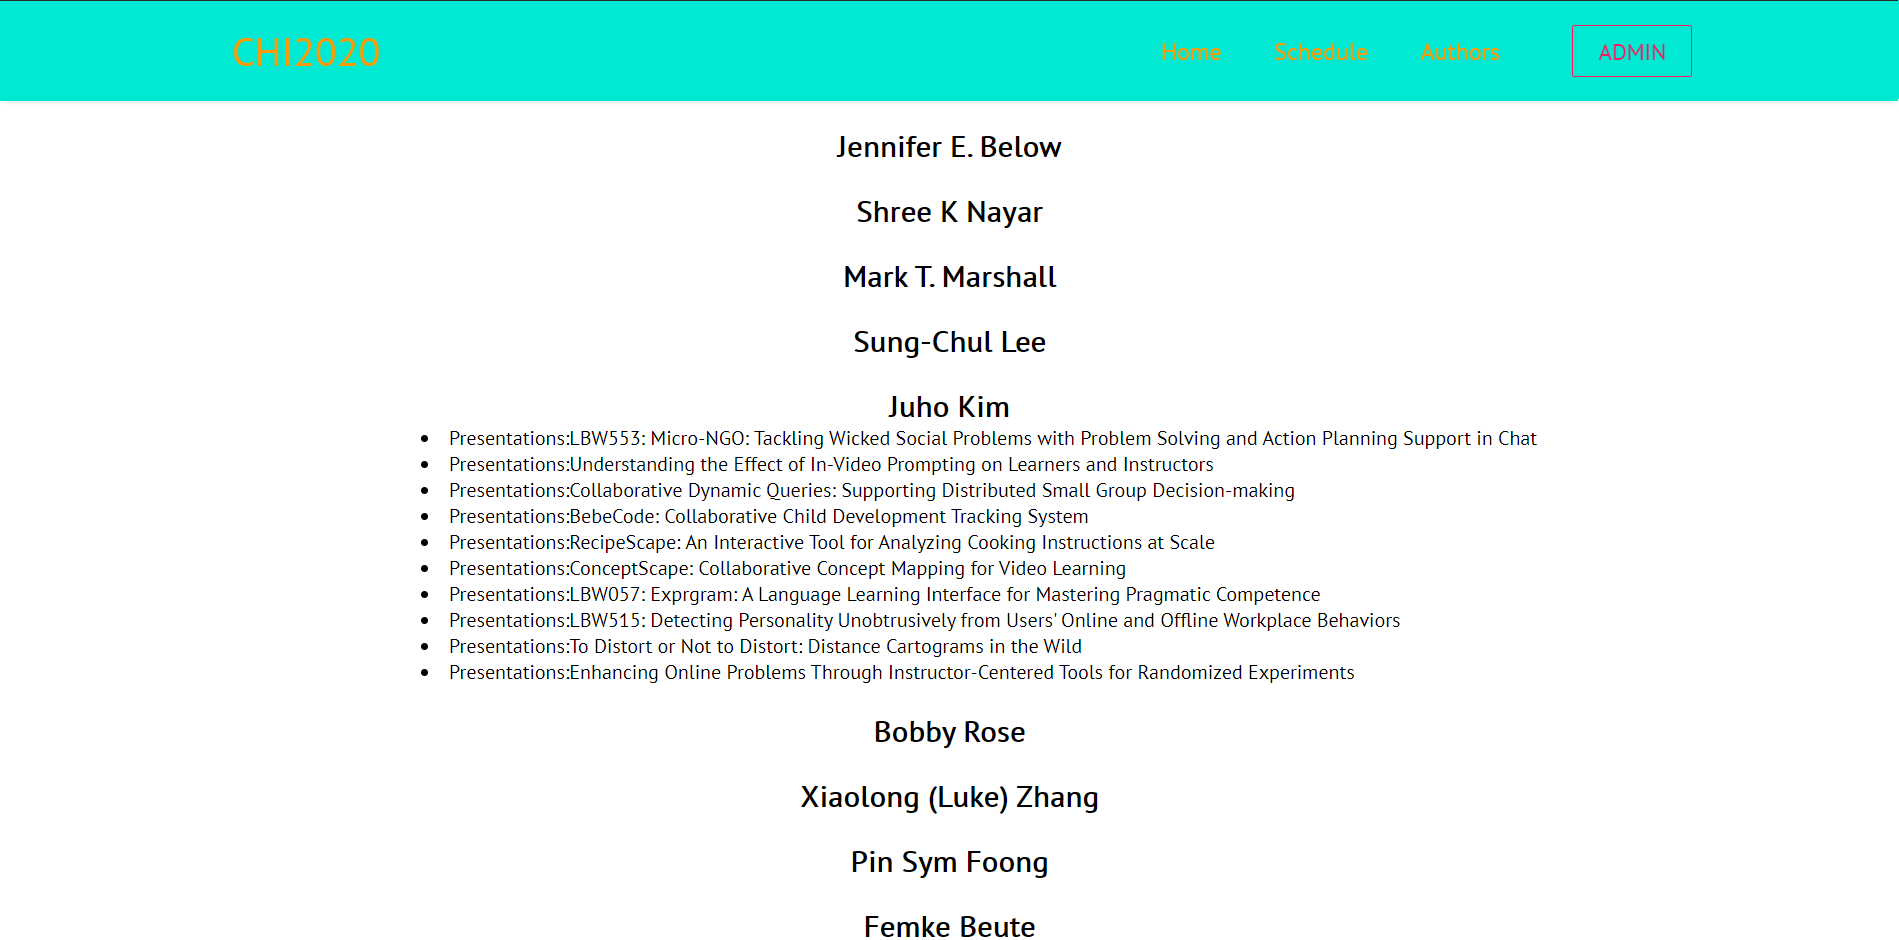 CHI2020
Home Schedule Authors ADMIN
Jennifer E. Below
Shree K Nayar
Mark T. Marshall
Sung-Chul Lee
Juho Kim
Presentations:LBW553: Micro-NGO: Tackling Wicked Social Problems with Problem Solving and Action Planning Support in Chat
Presentations:Understanding the Effect of In-Video Prompting on Learners and Instructors
Presentations:Collaborative Dynamic Queries: Supporting Distributed Small Group Decision-making
Presentations:BebeCode: Collaborative Child Development Tracking System
Presentations:RecipeScape: An Interactive Tool for Analyzing Cooking Instructions at Scale
Presentations:ConceptScape: Collaborative Concept Mapping for Video Learning
Presentations:LBW057: Exprgram: A Language Learning Interface for Mastering Pragmatic Competence
Presentations:LBW515: Detecting Personality Unobtrusively from Users' Online and Offline Workplace Behaviors
Presentations:To Distort or Not to Distort: Distance Cartograms in the Wild
Presentations:Enhancing Online Problems Through Instructor-Centered Tools for Randomized Experiments
Bobby Rose
Xiaolong (Luke) Zhang
Pin Sym Foong
Femke Beute